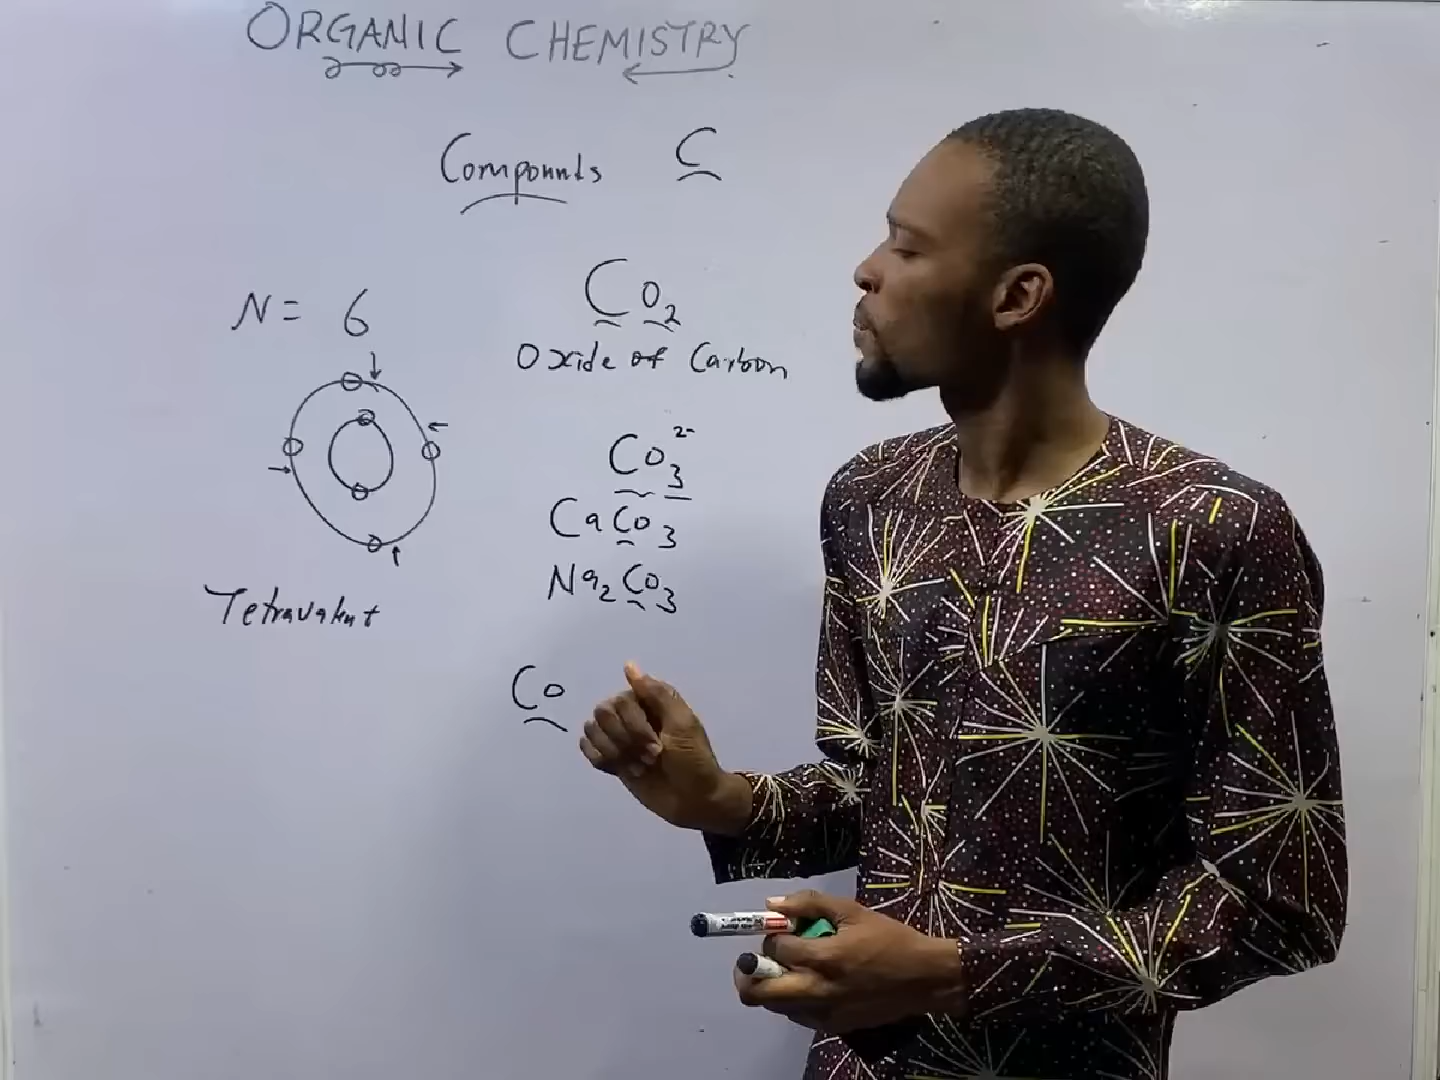 ORGANIC CHEMISTRY
Compounds C
N = 6
CO2
Oxide of Carbon
CO3 2-
CaCO3
Na2CO3
Tetravalent
CO